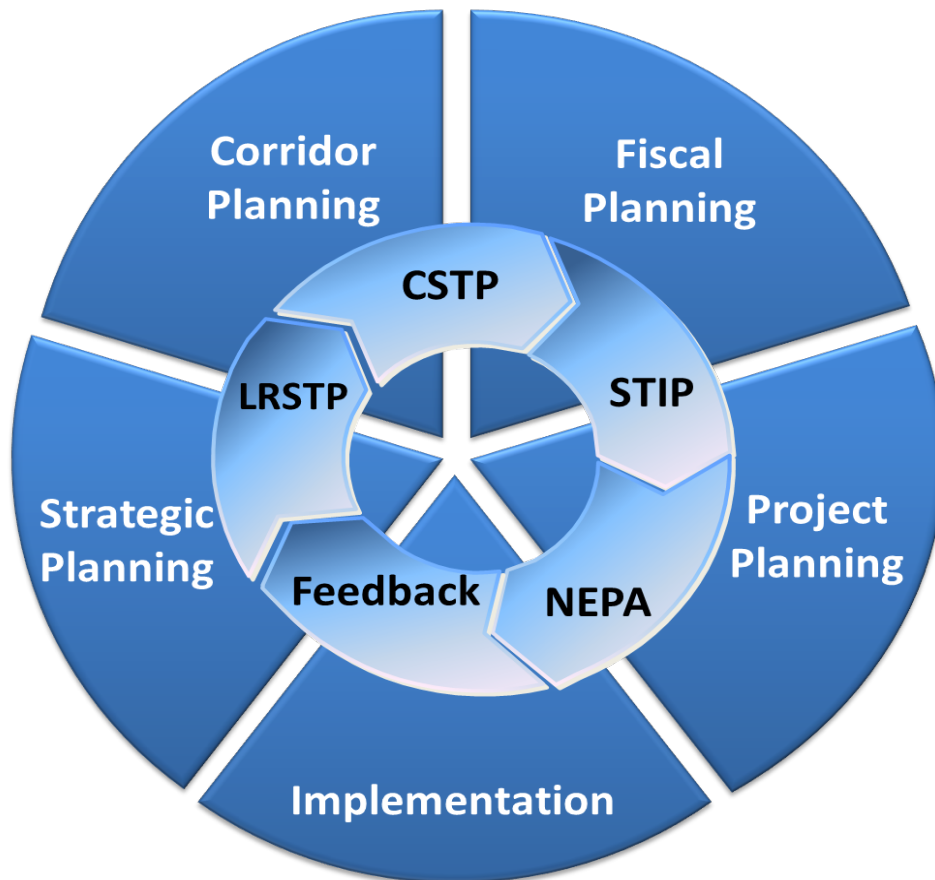 Corridor
Planning
Fiscal
Planning
CSTP
LRSTP
STIP
Strategic
Planning
Project
Planning
Feedback
NEPA
Implementation